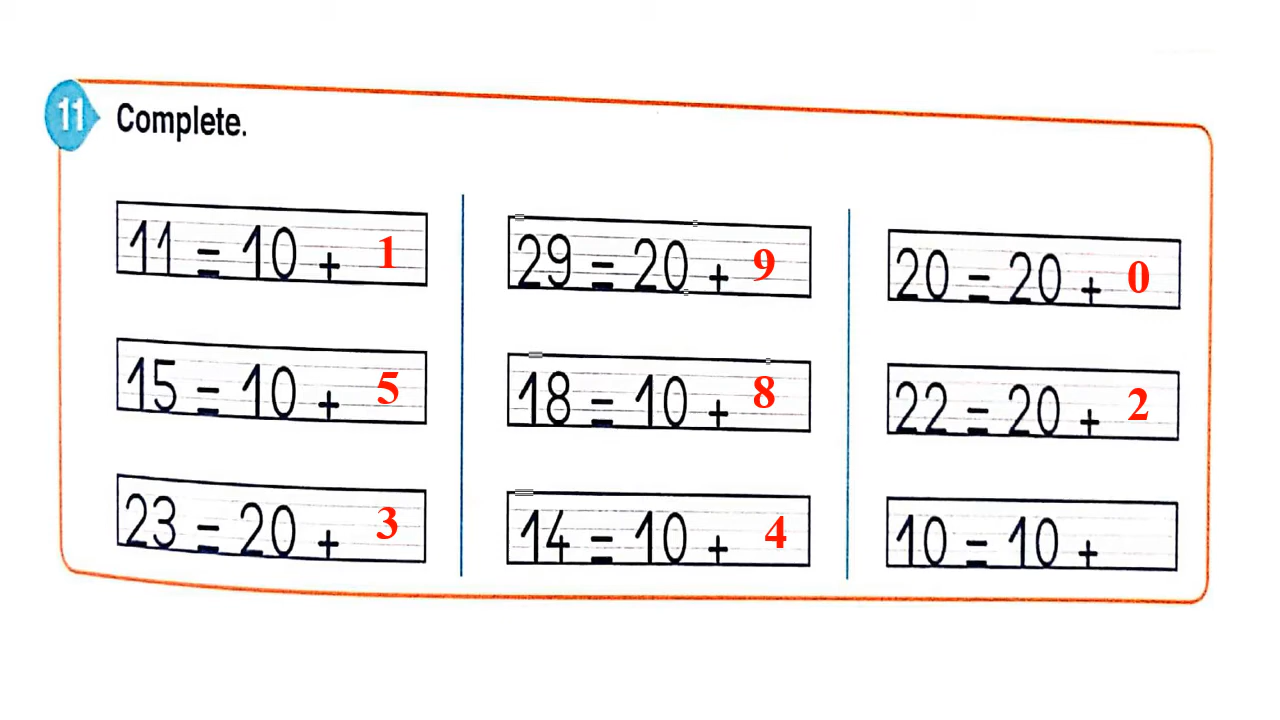 11 Complete.
11 = 10 + 1
29 = 20 + 9
20 = 20 + 0
15 = 10 + 5
18 = 10 + 8
22 = 20 + 2
23 = 20 + 3
14 = 10 + 4
10 = 10 +